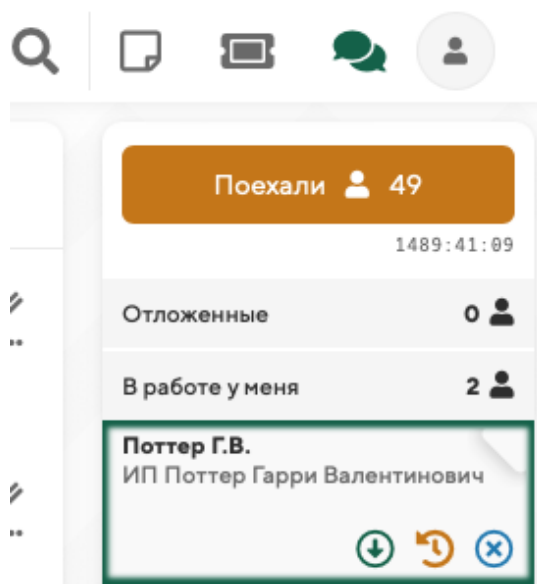 Поехали 49
1489:41:09
Отложенные 0
В работе у меня 2
Поттер Г.В.
ИП Поттер Гарри Валентинович